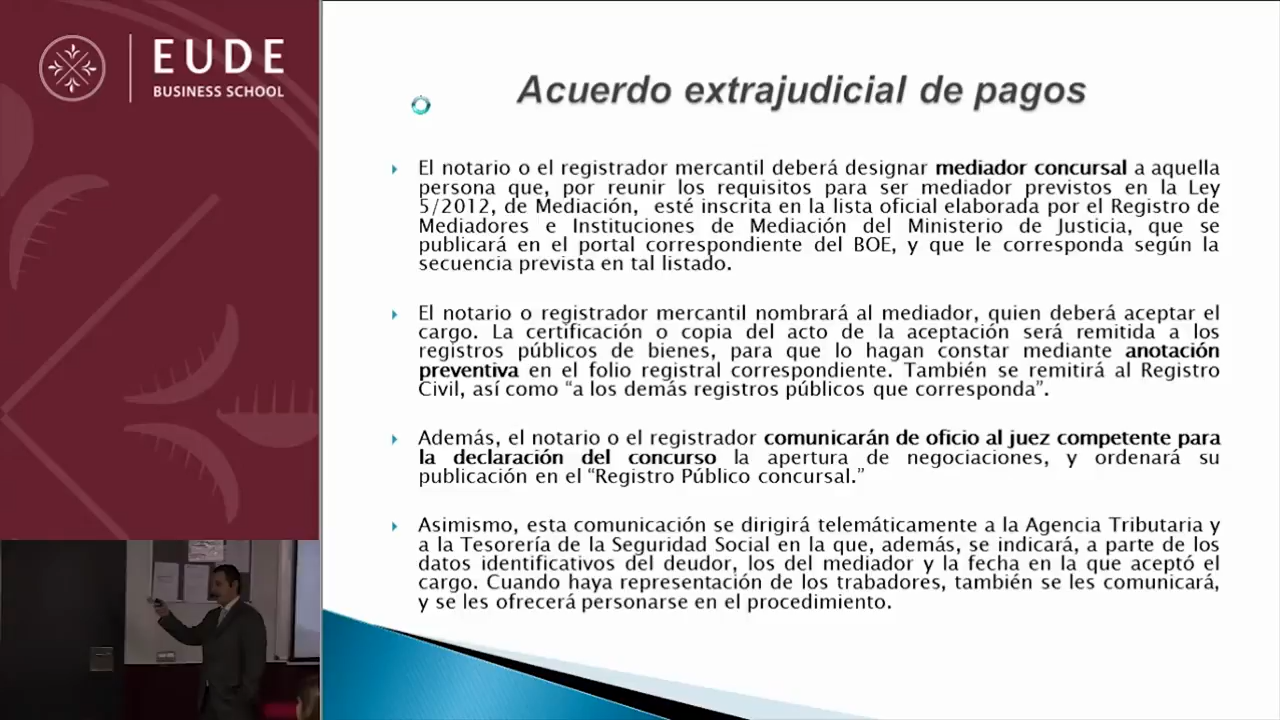 EUDE
BUSINESS SCHOOL
Acuerdo extrajudicial de pagos
El notario o el registrador mercantil deberá designar mediador concursal a aquella
persona que, por reunir los requisitos para ser mediador previstos en la Ley
5/2012, de Mediación, esté inscrita en la lista oficial elaborada por el Registro de
Mediadores e Instituciones de Mediación del Ministerio de Justicia, que se
publicará en el portal correspondiente del BOE, y que le corresponda según la
secuencia prevista en tal listado.
El notario o registrador mercantil nombrará al mediador, quien deberá aceptar el
cargo. La certificación o copia del acto de la aceptación será remitida a los
registros públicos de bienes, para que lo hagan constar mediante anotación
preventiva en el folio registral correspondiente. También se remitirá al Registro
Civil, así como “a los demás registros públicos que corresponda”.
Además, el notario o el registrador comunicarán de oficio al juez competente para
la declaración del concurso la apertura de negociaciones, y ordenará su
publicación en el “Registro Público concursal.”
Asimismo, esta comunicación se dirigirá telemáticamente a la Agencia Tributaria y
a la Tesorería de la Seguridad Social en la que, además, se indicará, a parte de los
datos identificativos del deudor, los del mediador y la fecha en la que aceptó el
cargo. Cuando haya representación de los trabajadores, también se les comunicará,
y se les ofrecerá personarse en el procedimiento.